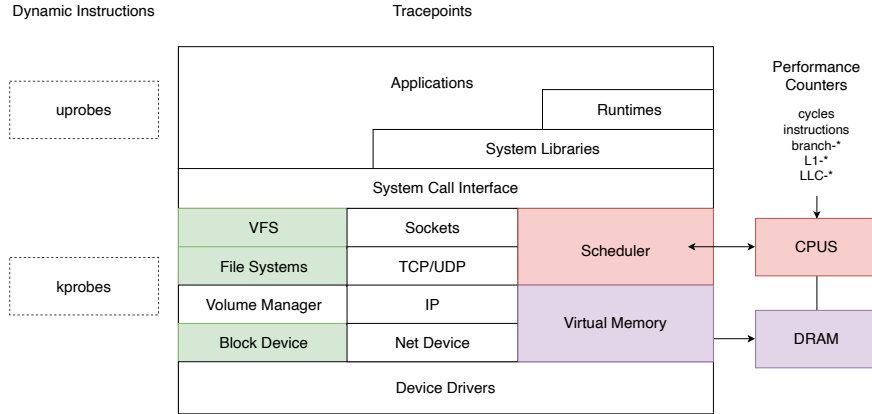 Dynamic Instructions
Tracepoints
Applications
Performance
Counters
uprobes
Runtimes
cycles
instructions
branch-*
L1-*
LLC-*
System Libraries
System Call Interface
VFS
Sockets
Scheduler
CPUS
File Systems
TCP/UDP
kprobes
Volume Manager
IP
Virtual Memory
DRAM
Block Device
Net Device
Device Drivers